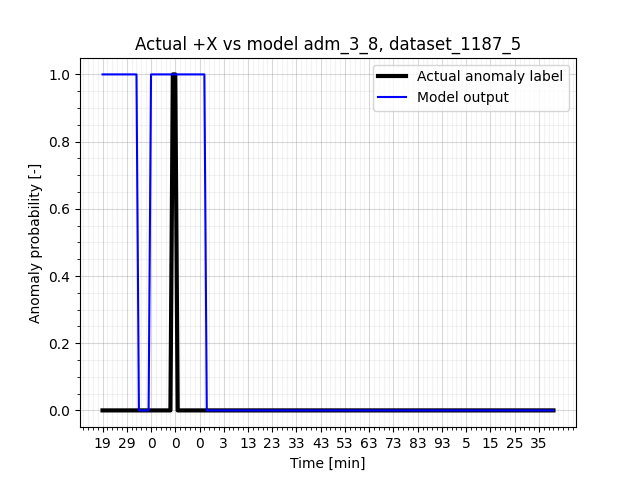 Actual +X vs model adm_3_8, dataset_1187_5
Actual anomaly label
Model output
Anomaly probability [-]
1.0
0.8
0.6
0.4
0.2
0.0
19 29 0 0 0 3 13 23 33 43 53 63 73 83 93 5 15 25 35
Time [min]